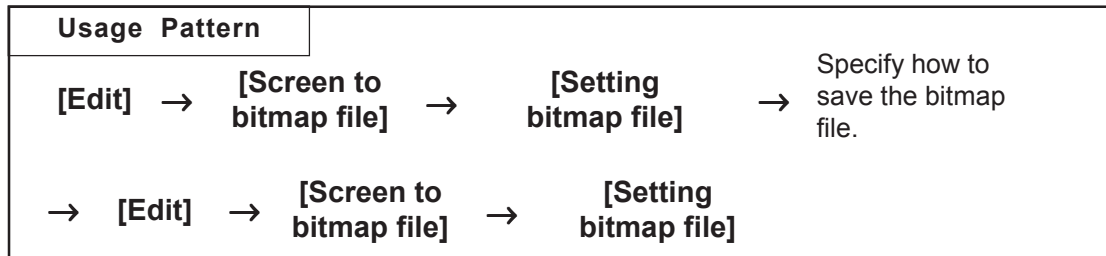 Usage Pattern
[Edit] → [Screen to bitmap file] → [Setting bitmap file] → Specify how to save the bitmap file.
→ [Edit] → [Screen to bitmap file] → [Setting bitmap file]